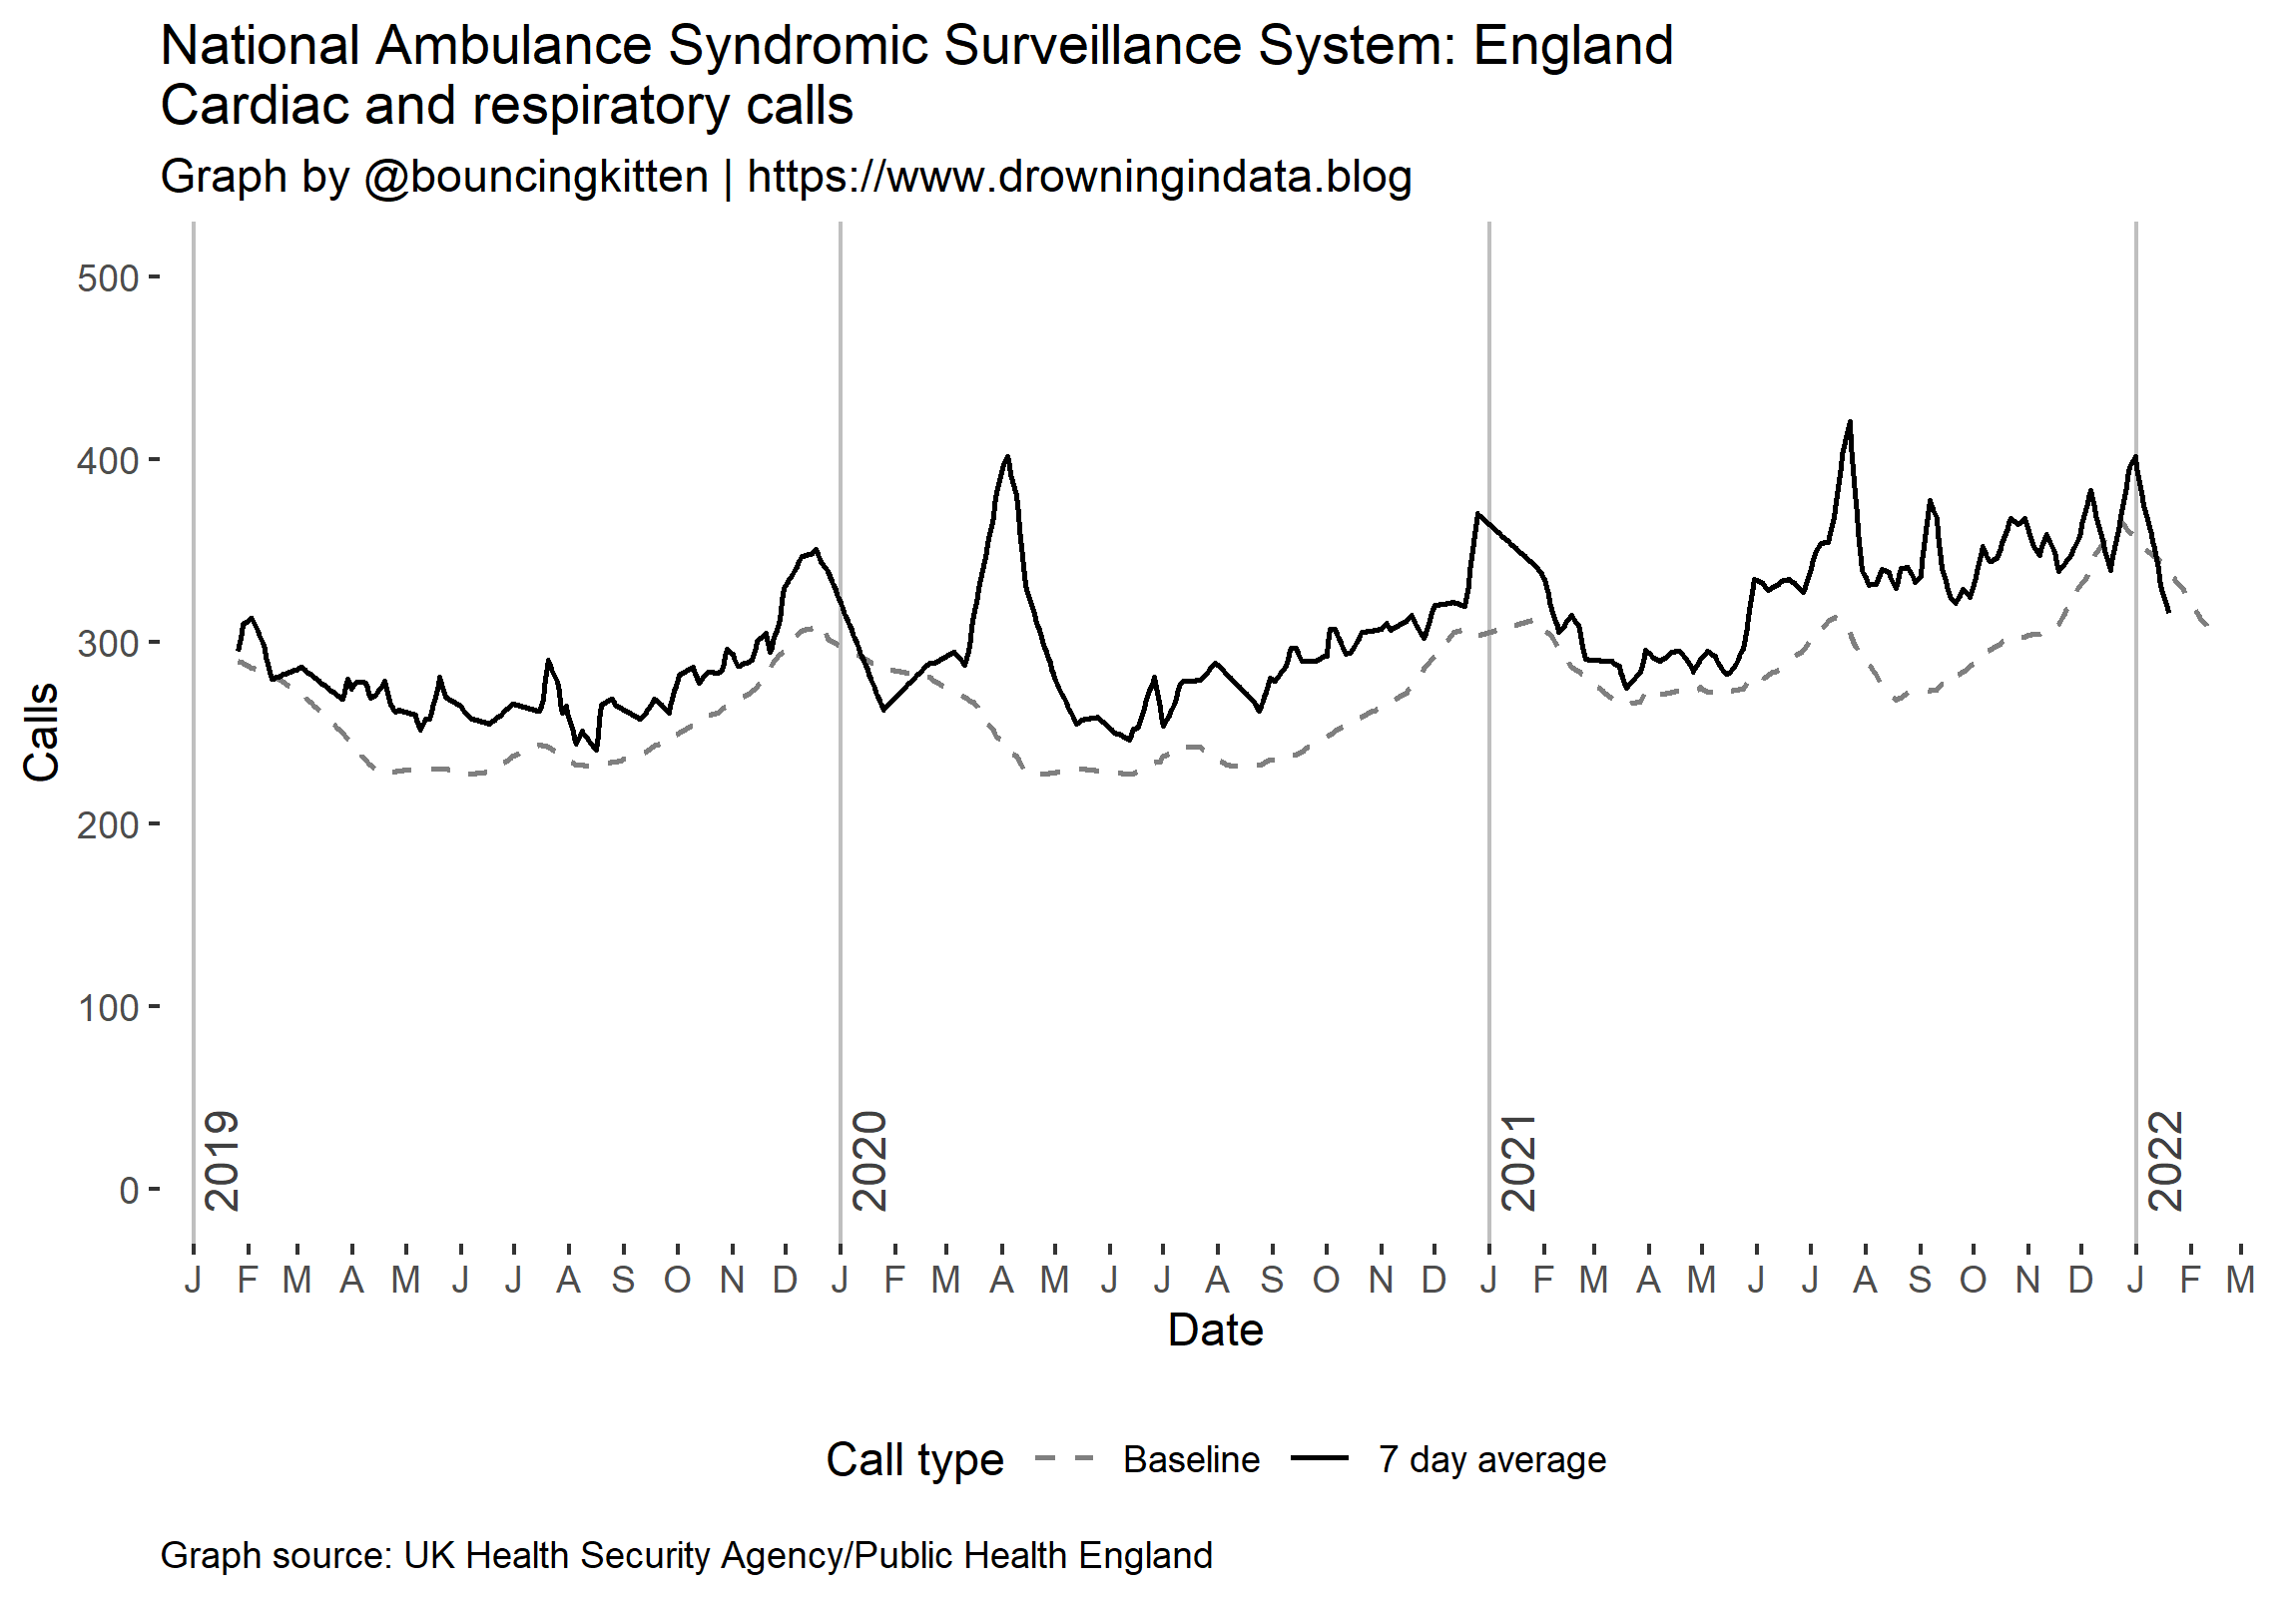 National Ambulance Syndromic Surveillance System: England
Cardiac and respiratory calls
Graph by @bouncingkitten | https://www.drowningindata.blog
500
400
300
200
100
0
Calls
2019
2020
2021
2022
J F M A M J J A S O N D J F M A M J J A S O N D J F M A M J J A S O N D J F M
Date
Call type Baseline 7 day average
Graph source: UK Health Security Agency/Public Health England